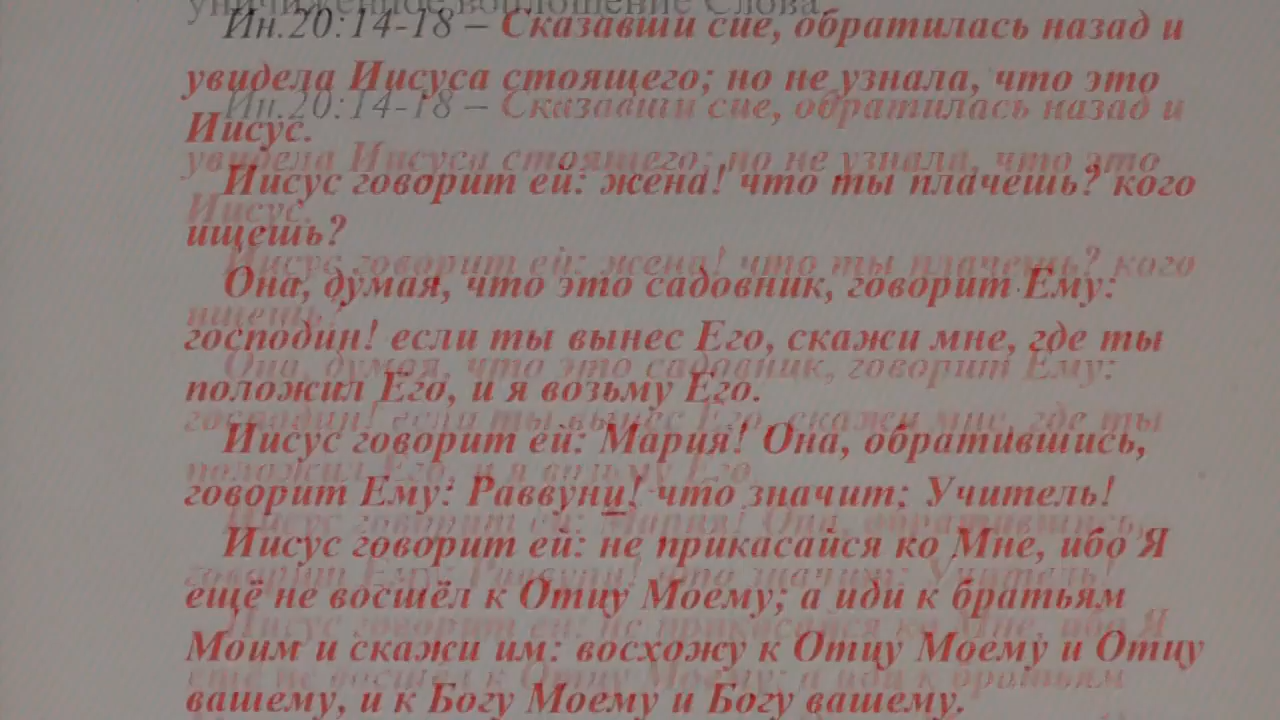 уничиженное воплощение Слова.
Ин.20:14-18 – Сказавши сие, обратилась назад и
увидела Иисуса стоящего; но не узнала, что это
Иисус.
Иисус говорит ей: жена! что ты плачешь? кого
ищешь?
Она, думая, что это садовник, говорит Ему:
господин! если ты вынес Его, скажи мне, где ты
положил Его, и я возьму Его.
Иисус говорит ей: Мария! Она, обратившись,
говорит Ему: Раввуни! что значит: Учитель!
Иисус говорит ей: не прикасайся ко Мне, ибо Я
ещё не восшёл к Отцу Моему; а иди к братьям
Моим и скажи им: восхожу к Отцу Моему и Отцу
вашему, и к Богу Моему и Богу вашему.